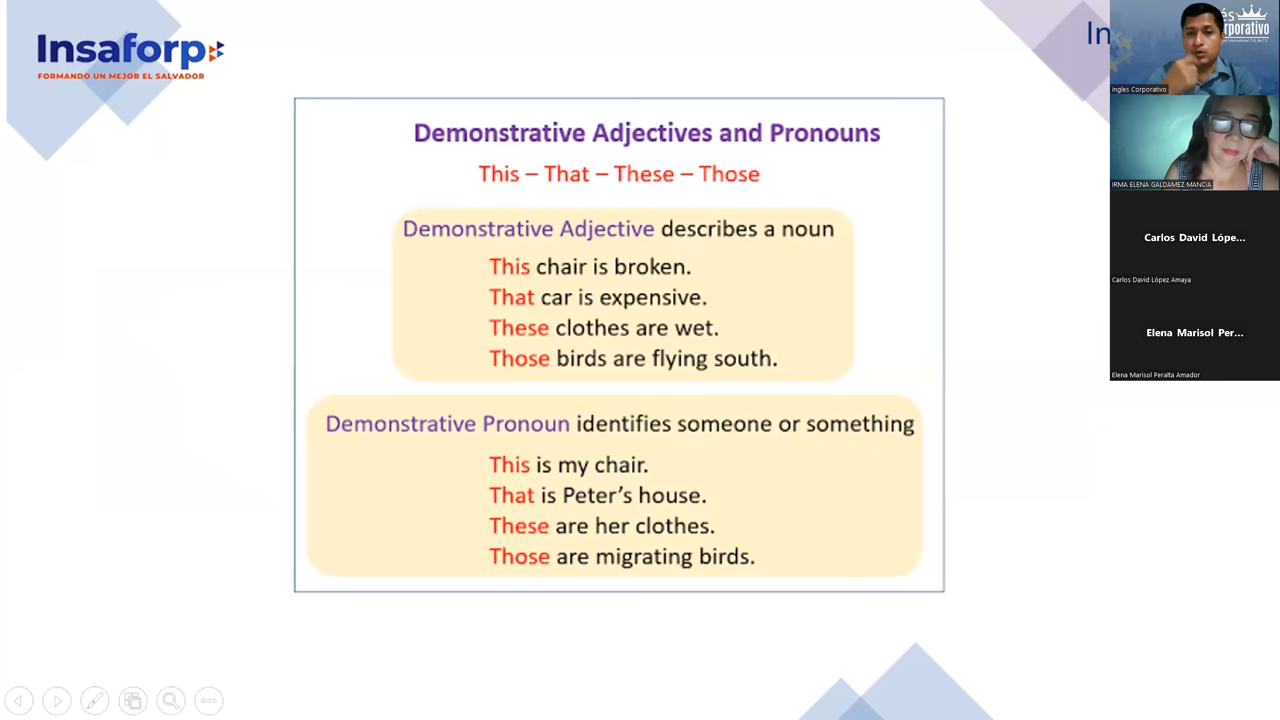 Insaforp
FORMANDO UN MEJOR EL SALVADOR
Demonstrative Adjectives and Pronouns
This – That – These – Those
Demonstrative Adjective describes a noun
This chair is broken.
That car is expensive.
These clothes are wet.
Those birds are flying south.
Demonstrative Pronoun identifies someone or something
This is my chair.
That is Peter's house.
These are her clothes.
Those are migrating birds.
In
és
rporativo
Ingles Corporativo
IRMA ELENA GALDAMEZ MANCIA
Carlos David Lópe...
Carlos David López Amaya
Elena Marisol Per...
Elena Marisol Peralta Amador